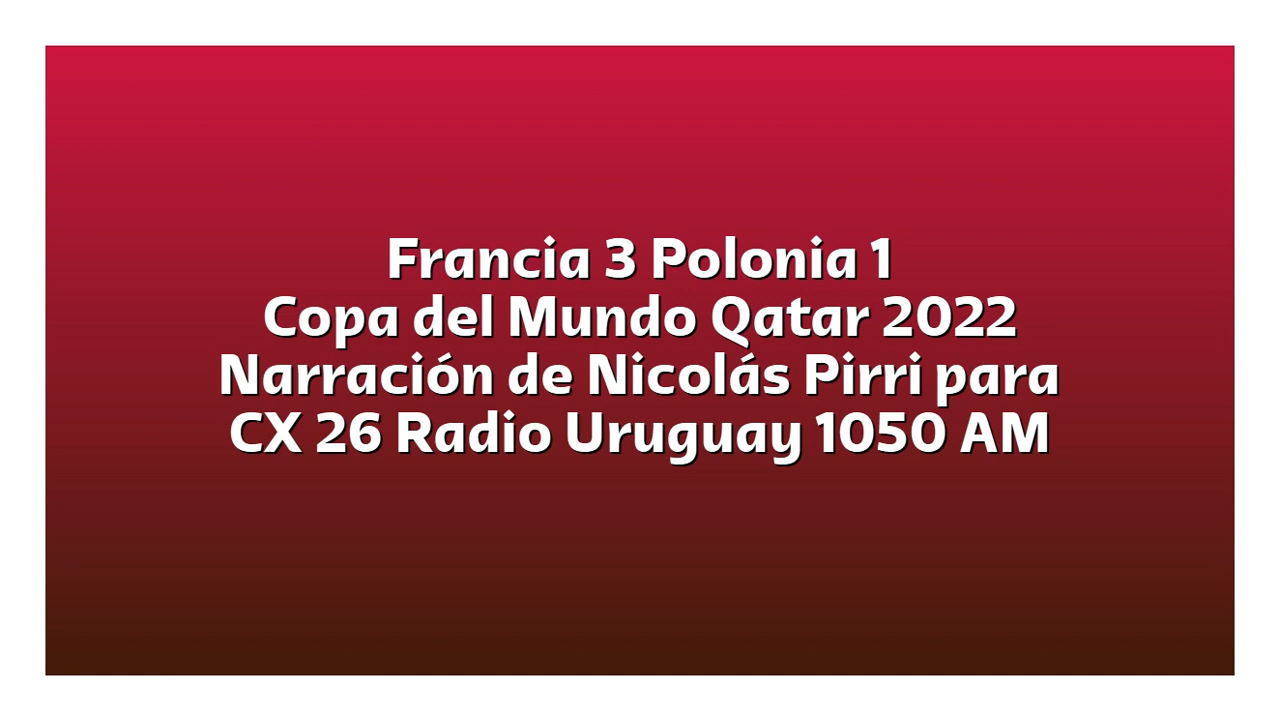 Francia 3 Polonia 1
Copa del Mundo Qatar 2022
Narración de Nicolás Pirri para
CX 26 Radio Uruguay 1050 AM